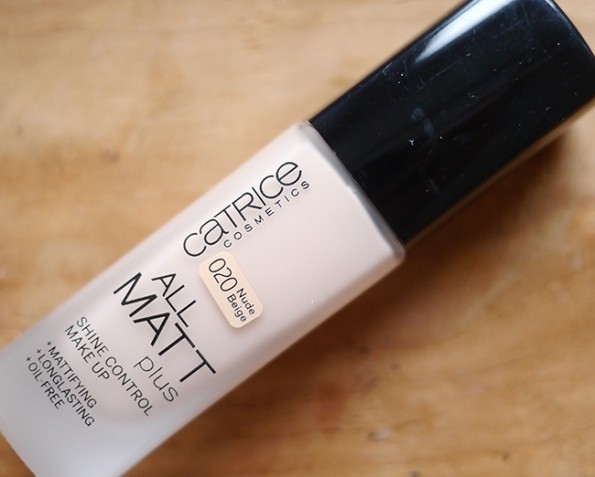 CATRICE
COSMETICS
020 Nude
Beige
ALL
MATT
plus
SHINE CONTROL
MAKE UP
+MATTIFYING
+LONGLASTING
+OIL-FREE